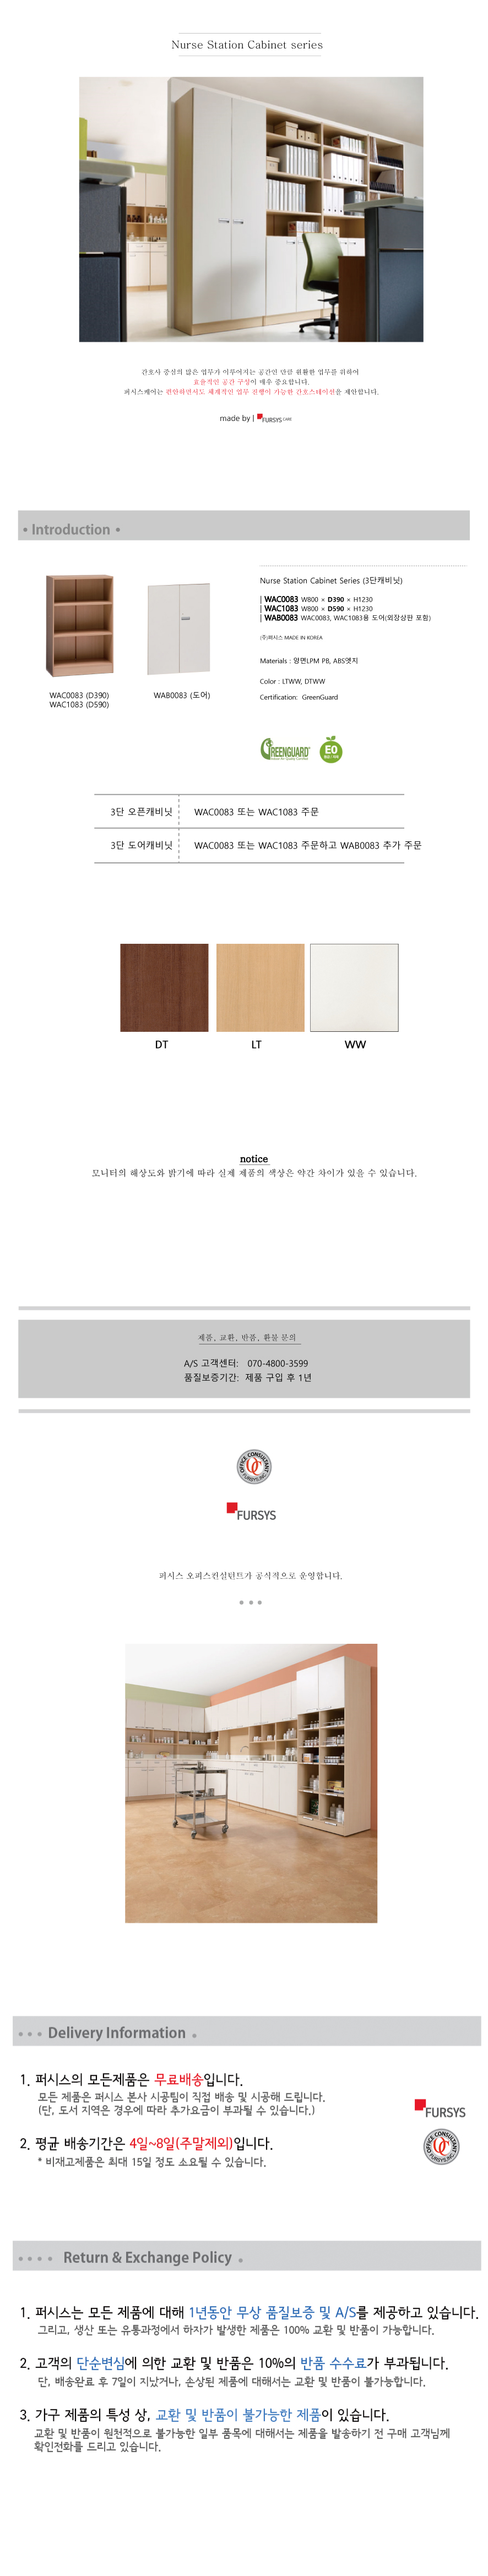 Nurse Station Cabinet series
간호사 중심의 많은 업무가 이루어지는 공간인 만큼 원활한 업무를 위하여
효율적인 공간 구성이 매우 중요합니다.
퍼시스케어는 편안하면서도 체계적인 업무 진행이 가능한 간호스테이션을 제안합니다.
made by | FURSYS CARE
• Introduction •
Nurse Station Cabinet Series (3단캐비닛)
| WAC0083 W800 × D390 × H1230
| WAC1083 W800 × D590 × H1230
| WAB0083 WAC0083, WAC1083용 도어(외장상판 포함)
(주)퍼시스 MADE IN KOREA
Materials : 양면LPM PB, ABS엣지
Color : LTWW, DTWW
Certification: GreenGuard
WAC0083 (D390)
WAC1083 (D590)
WAB0083 (도어)
GREENGUARD
E0
3단 오픈캐비닛 WAC0083 또는 WAC1083 주문
3단 도어캐비닛 WAC0083 또는 WAC1083 주문하고 WAB0083 추가 주문
DT LT WW
notice
모니터의 해상도와 밝기에 따라 실제 제품의 색상은 약간 차이가 있을 수 있습니다.
제품, 교환, 반품, 환불 문의
A/S 고객센터: 070-4800-3599
품질보증기간: 제품 구입 후 1년
OFFICE CONSULTANT
OC
FURSYS, INC.
FURSYS
퍼시스 오피스컨설턴트가 공식적으로 운영합니다.
Delivery Information
1. 퍼시스의 모든제품은 무료배송입니다.
모든 제품은 퍼시스 본사 시공팀이 직접 배송 및 시공해 드립니다.
(단, 도서 지역은 경우에 따라 추가요금이 부과될 수 있습니다.)
FURSYS
2. 평균 배송기간은 4일~8일(주말제외)입니다.
* 비재고제품은 최대 15일 정도 소요될 수 있습니다.
OFFICE CONSULTANT
OC
FURSYS, INC.
Return & Exchange Policy
1. 퍼시스는 모든 제품에 대해 1년동안 무상 품질보증 및 A/S를 제공하고 있습니다.
그리고, 생산 또는 유통과정에서 하자가 발생한 제품은 100% 교환 및 반품이 가능합니다.
2. 고객의 단순변심에 의한 교환 및 반품은 10%의 반품 수수료가 부과됩니다.
단, 배송완료 후 7일이 지났거나, 손상된 제품에 대해서는 교환 및 반품이 불가능합니다.
3. 가구 제품의 특성 상, 교환 및 반품이 불가능한 제품이 있습니다.
교환 및 반품이 원천적으로 불가능한 일부 품목에 대해서는 제품을 발송하기 전 구매 고객님께
확인전화를 드리고 있습니다.